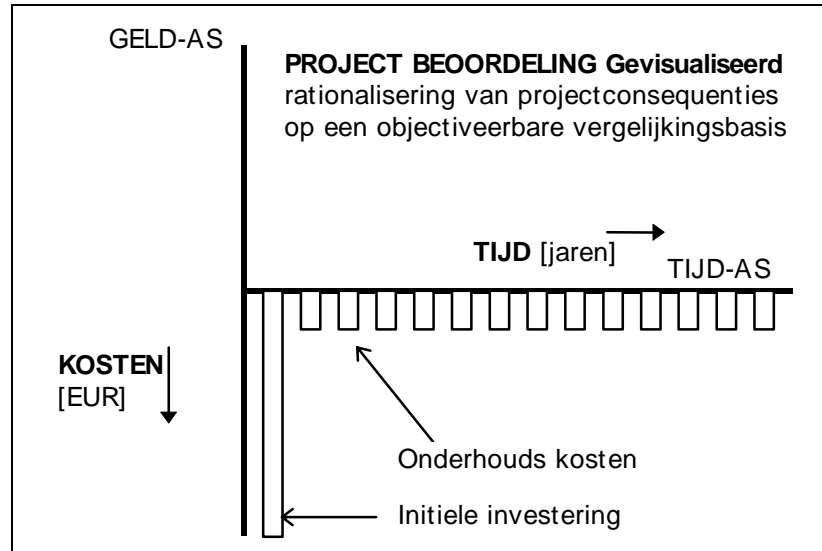 GELD-AS
PROJECT BEOORDELING Gevisualiseerd
rationalisering van projectconsequenties
op een objectiveerbare vergelijkingsbasis
TIJD [jaren]
TIJD-AS
KOSTEN
[EUR]
Onderhouds kosten
Initiele investering